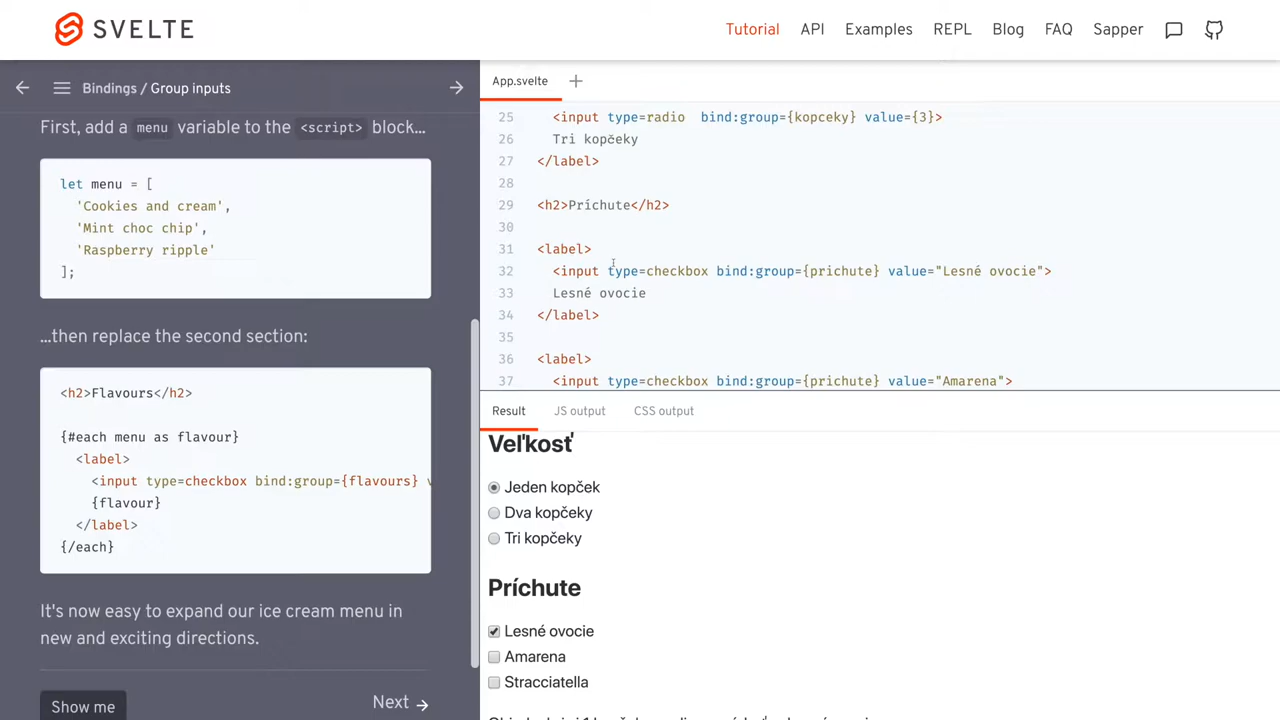 SVELTE
Tutorial API Examples REPL Blog FAQ Sapper
Bindings / Group inputs
First, add a menu variable to the <script> block...
let menu = [
'Cookies and cream',
'Mint choc chip',
'Raspberry ripple'
];
...then replace the second section:
<h2>Flavours</h2>
{#each menu as flavour}
<label>
<input type=checkbox bind:group={flavours}
{flavour}
</label>
{/each}
It's now easy to expand our ice cream menu in
new and exciting directions.
Show me
Next
App.svelte
25 <input type=radio bind:group={kopceky} value={3}>
26 Tri kopčeky
27 </label>
28
29 <h2>Príchute</h2>
30
31 <label>
32 <input type=checkbox bind:group={prichute} value="Lesné ovocie">
33 Lesné ovocie
34 </label>
35
36 <label>
37 <input type=checkbox bind:group={prichute} value="Amarena">
Result JS output CSS output
Veľkosť
Jeden kopček
Dva kopčeky
Tri kopčeky
Príchute
Lesné ovocie
Amarena
Stracciatella